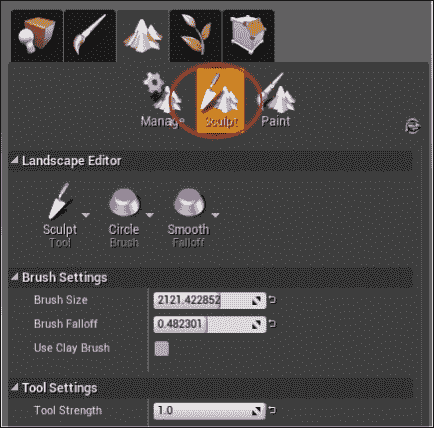 Manage Sculpt Paint
Landscape Editor
Sculpt Circle Smooth
Tool Brush Falloff
Brush Settings
Brush Size 2121.422852
Brush Falloff 0.482301
Use Clay Brush
Tool Settings
Tool Strength 1.0